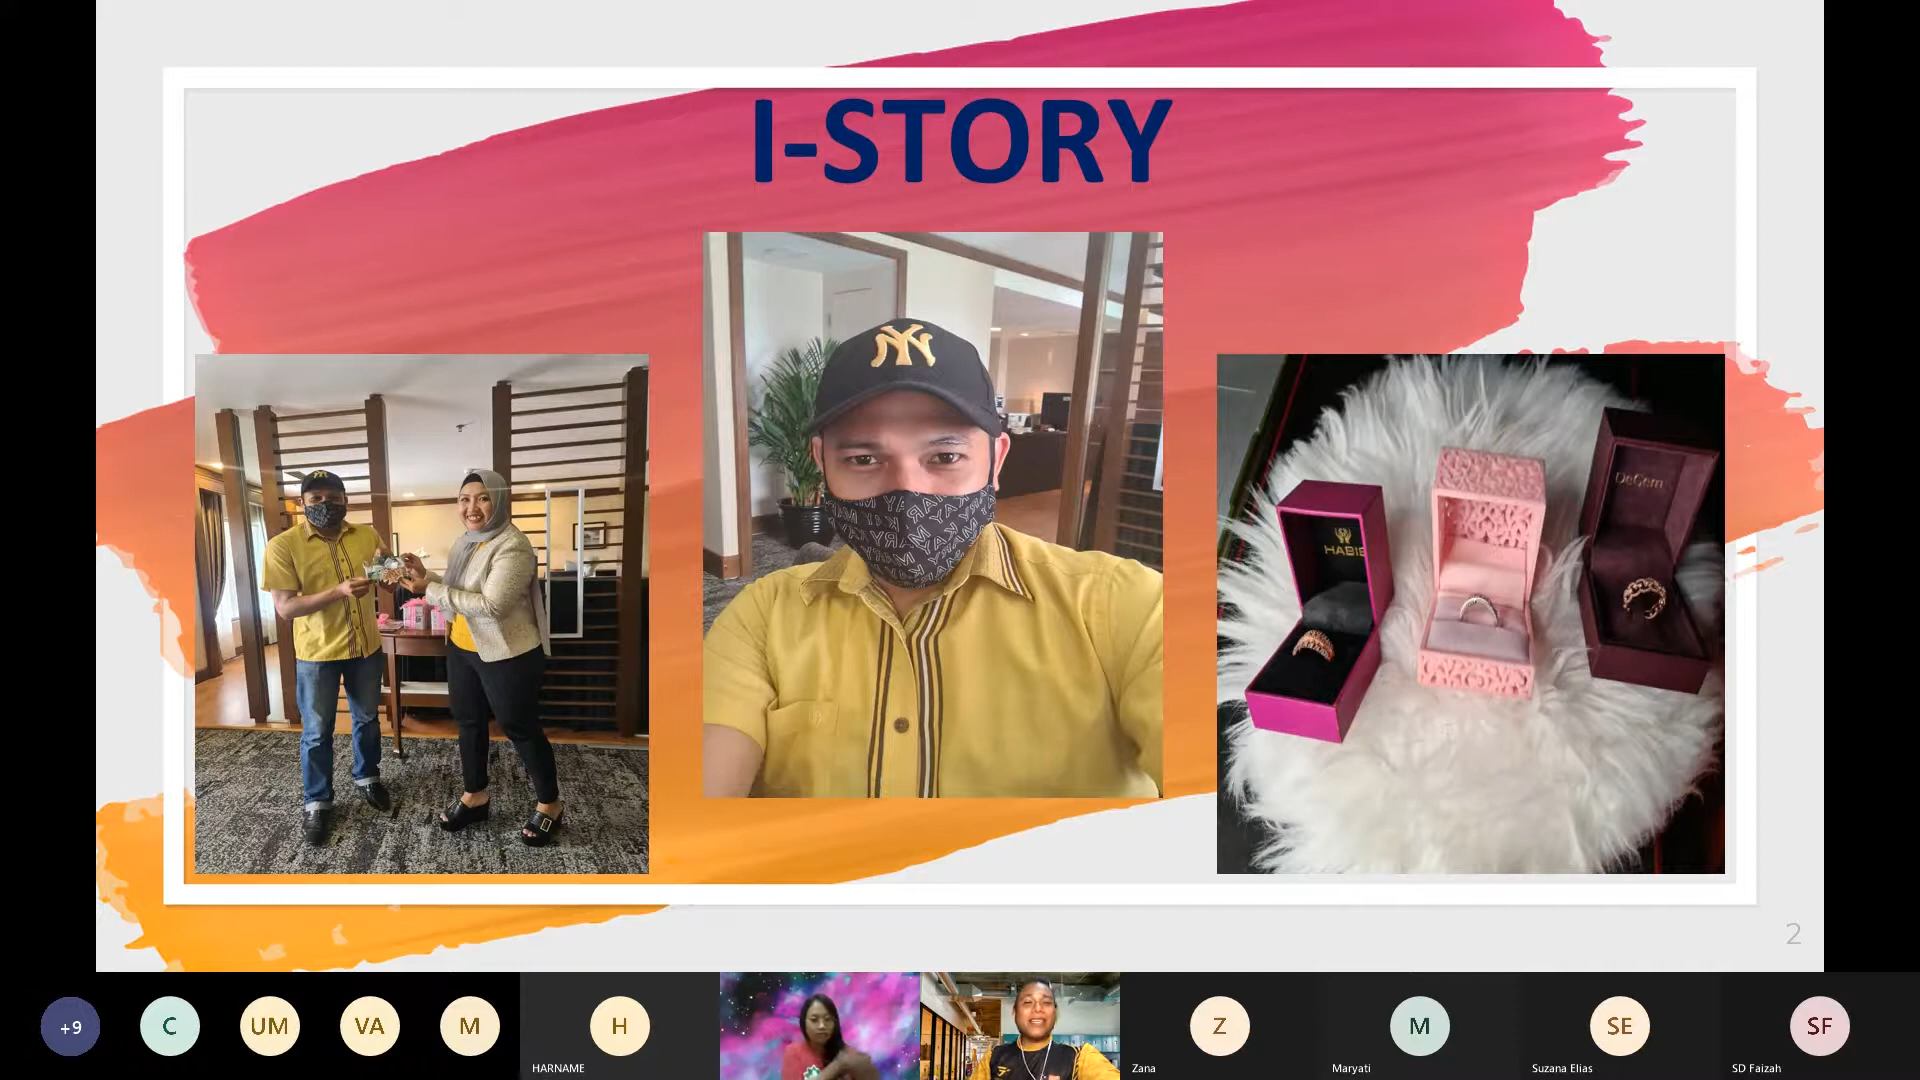 I-STORY
NY
HABIB
DeGem
2
+9
C
UM
VA
M
H
HARNAME
Z
Zana
M
Maryati
SE
Suzana Elias
SF
SD Faizah